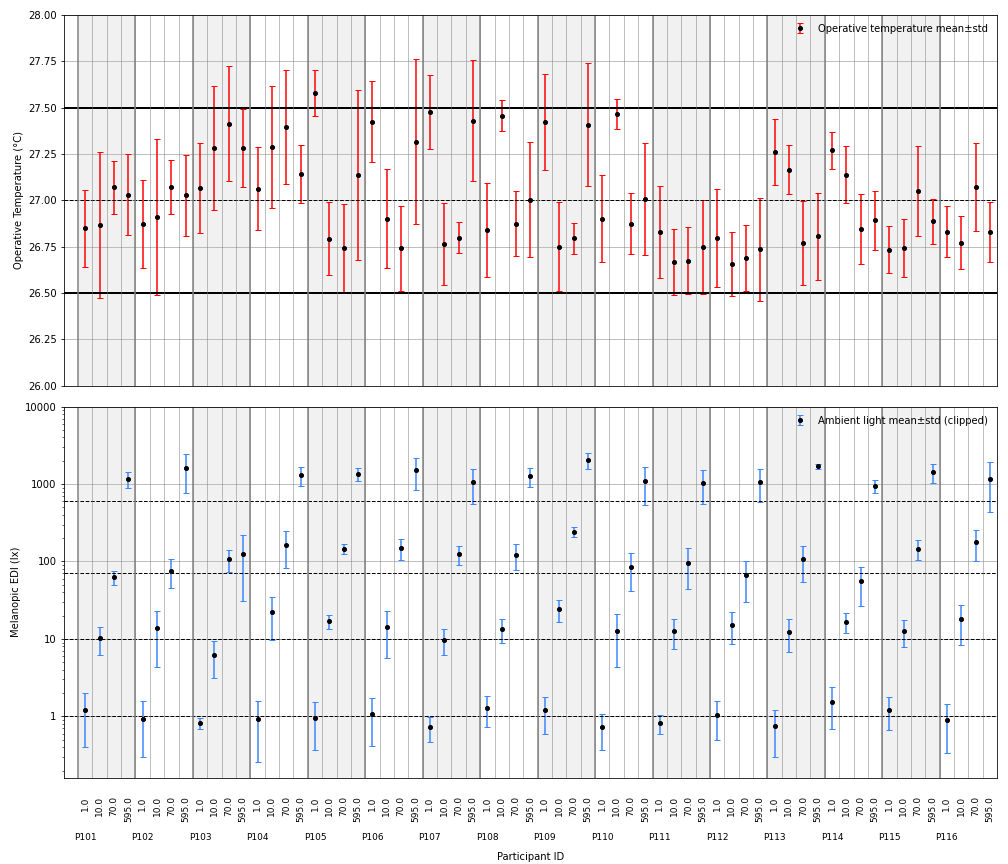 28.00
Operative temperature mean±std
27.75
27.50
27.25
27.00
26.75
26.50
26.25
26.00
Operative Temperature (°C)
10000
Ambient light mean±std (clipped)
1000
100
10
1
Melanopic EDI (lx)
1.0 10.0 70.0 595.0 1.0 10.0 70.0 595.0 1.0 10.0 70.0 595.0 1.0 10.0 70.0 595.0 1.0 10.0 70.0 595.0 1.0 10.0 70.0 595.0 1.0 10.0 70.0 595.0 1.0 10.0 70.0 595.0 1.0 10.0 70.0 595.0 1.0 10.0 70.0 595.0 1.0 10.0 70.0 595.0 1.0 10.0 70.0 595.0 1.0 10.0 70.0 595.0 1.0 10.0 70.0 595.0 1.0 10.0 70.0 595.0 1.0 10.0 70.0 595.0
P101 P102 P103 P104 P105 P106 P107 P108 P109 P110 P111 P112 P113 P114 P115 P116
Participant ID